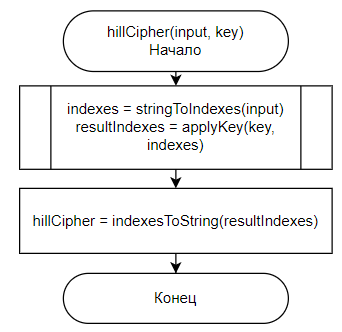 hillCipher(input, key)
Начало
indexes = stringToIndexes(input)
resultIndexes = applyKey(key,
indexes)
hillCipher = indexesToString(resultIndexes)
Конец